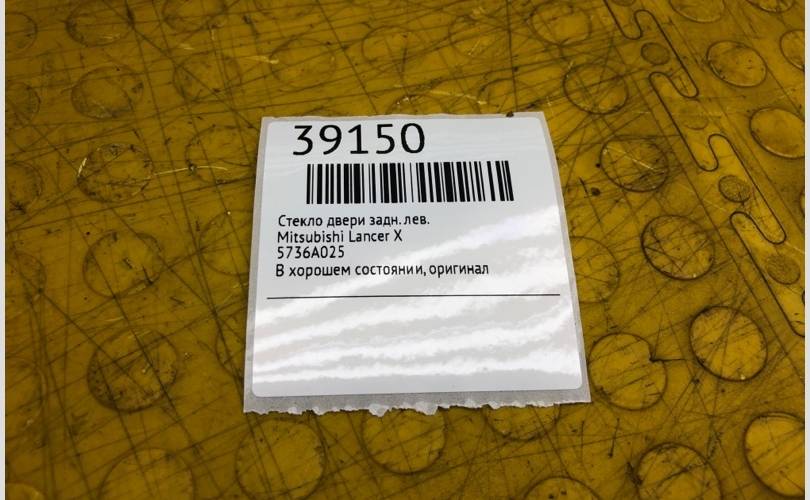 39150
Стекло двери задн. лев.
Mitsubishi Lancer X
5736A025
В хорошем состоянии, оригинал